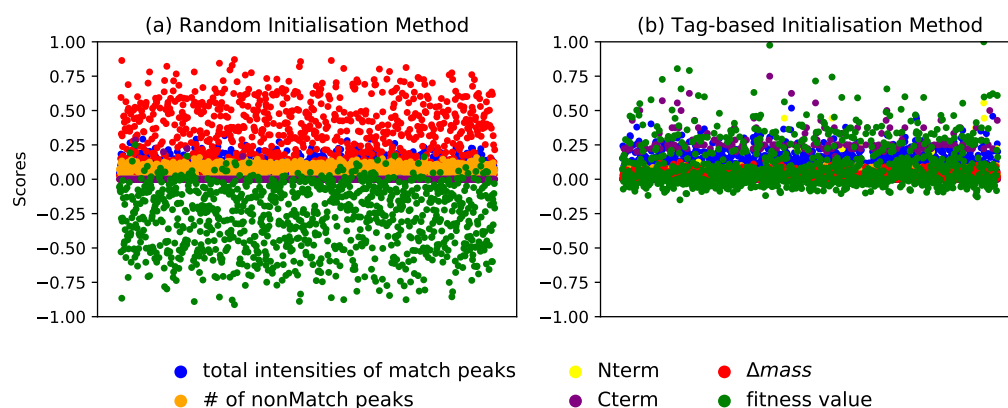 (a) Random Initialisation Method
(b) Tag-based Initialisation Method
Scores
1.00
0.75
0.50
0.25
0.00
−0.25
−0.50
−0.75
−1.00
1.00
0.75
0.50
0.25
0.00
−0.25
−0.50
−0.75
−1.00
total intensities of match peaks
# of nonMatch peaks
Nterm
Cterm
Δmass
fitness value